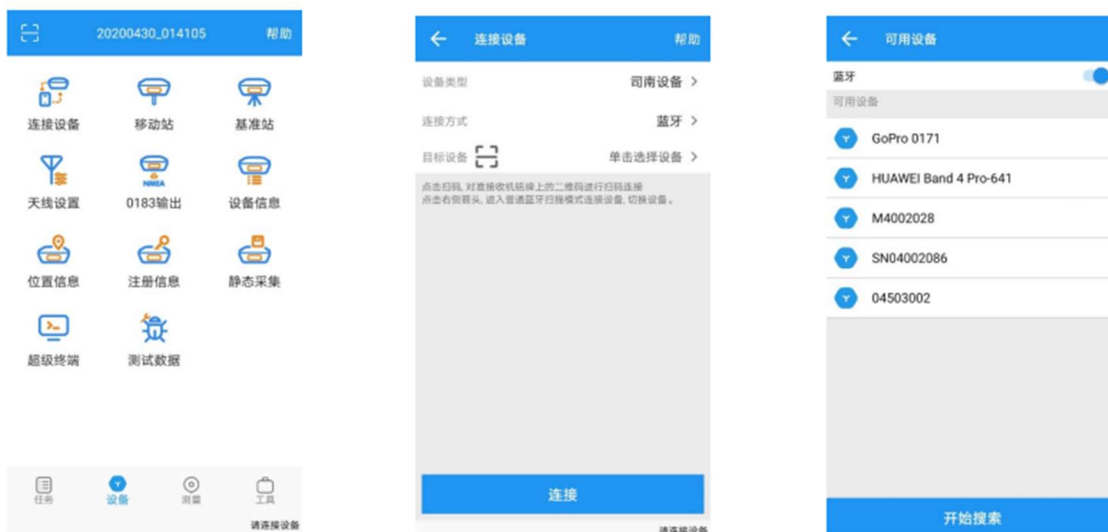 20200430_014105
帮助
连接设备
移动站
基准站
NMEA
天线设置
0183输出
设备信息
位置信息
注册信息
静态采集
超级终端
测试数据
任务
设备
测量
工具
请连接设备
连接设备
帮助
设备类型
司南设备
连接方式
蓝牙
目标设备
单击选择设备
点击扫码, 对准接收机铭牌上的二维码进行扫码连接
点击右侧箭头, 进入普通蓝牙扫描模式连接设备, 切换设备。
连接
请连接设备
可用设备
蓝牙
可用设备
GoPro 0171
HUAWEI Band 4 Pro-641
M4002028
SN04002086
04503002
开始搜索